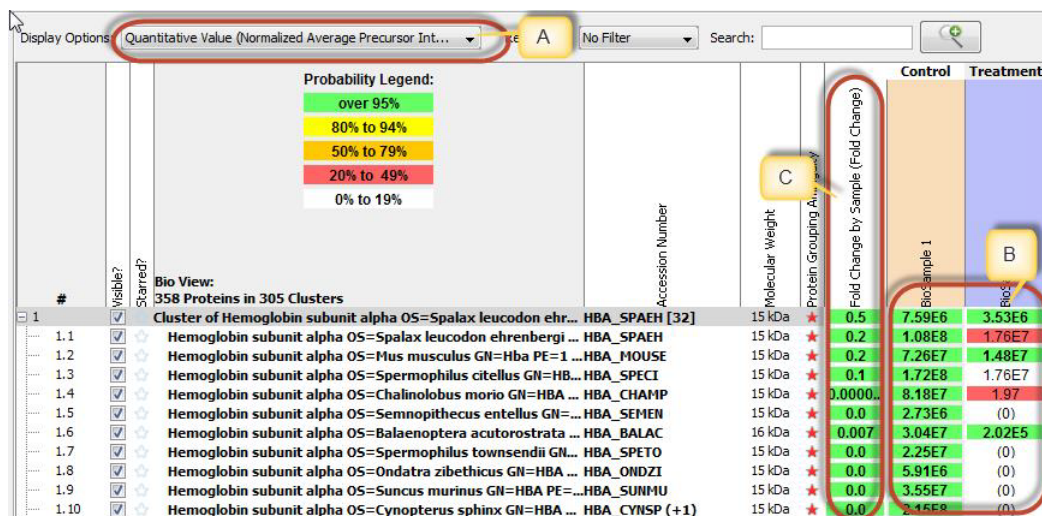 Display Options Quantitative Value (Normalized Average Precursor Int... A No Filter Search:
Probability Legend:
over 95%
80% to 94%
50% to 79%
20% to 49%
0% to 19%
Control Treatment
# Visible? Starred? Bio View: Accession Number Molecular Weight Protein Grouping Fold Change by Sample (Fold Change) BioSample 1
358 Proteins in 305 Clusters
C
B
1 Cluster of Hemoglobin subunit alpha OS=Spalax leucodon ehr... HBA_SPAEH [32] 15 kDa 0.5 7.59E6 3.53E6
1.1 Hemoglobin subunit alpha OS=Spalax leucodon ehrenbergi ... HBA_SPAEH 15 kDa 0.2 1.08E8 1.76E7
1.2 Hemoglobin subunit alpha OS=Mus musculus GN=Hba PE=1 ... HBA_MOUSE 15 kDa 0.2 7.26E7 1.48E7
1.3 Hemoglobin subunit alpha OS=Spermophilus citellus GN=HB... HBA_SPECI 15 kDa 0.1 1.72E8 1.76E7
1.4 Hemoglobin subunit alpha OS=Chalinolobus morio GN=HBA ... HBA_CHAMP 15 kDa 0.0000... 8.18E7 1.97
1.5 Hemoglobin subunit alpha OS=Semnopithecus entellus GN=... HBA_SEMEN 15 kDa 0.0 2.73E6 (0)
1.6 Hemoglobin subunit alpha OS=Balaenoptera acutorostrata ... HBA_BALAC 16 kDa 0.007 3.04E7 2.02E5
1.7 Hemoglobin subunit alpha OS=Spermophilus townsendii GN... HBA_SPETO 15 kDa 0.0 2.25E7 (0)
1.8 Hemoglobin subunit alpha OS=Ondatra zibethicus GN=HBA ... HBA_ONDZI 15 kDa 0.0 5.91E6 (0)
1.9 Hemoglobin subunit alpha OS=Suncus murinus GN=HBA PE=... HBA_SUNMU 15 kDa 0.0 3.55E7 (0)
1.10 Hemoglobin subunit alpha OS=Cynopterus sphinx GN=HBA ... HBA_CYNSP (+1) 15 kDa 0.0 2.15E8 (0)